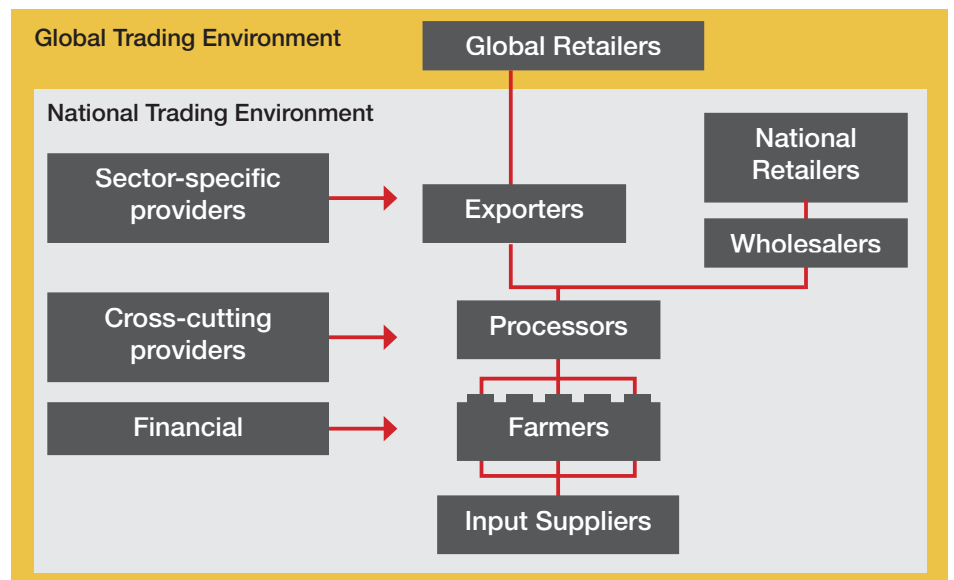 Global Trading Environment
Global Retailers
National Trading Environment
National
Retailers
Sector-specific
providers
Exporters
Wholesalers
Cross-cutting
providers
Processors
Financial
Farmers
Input Suppliers